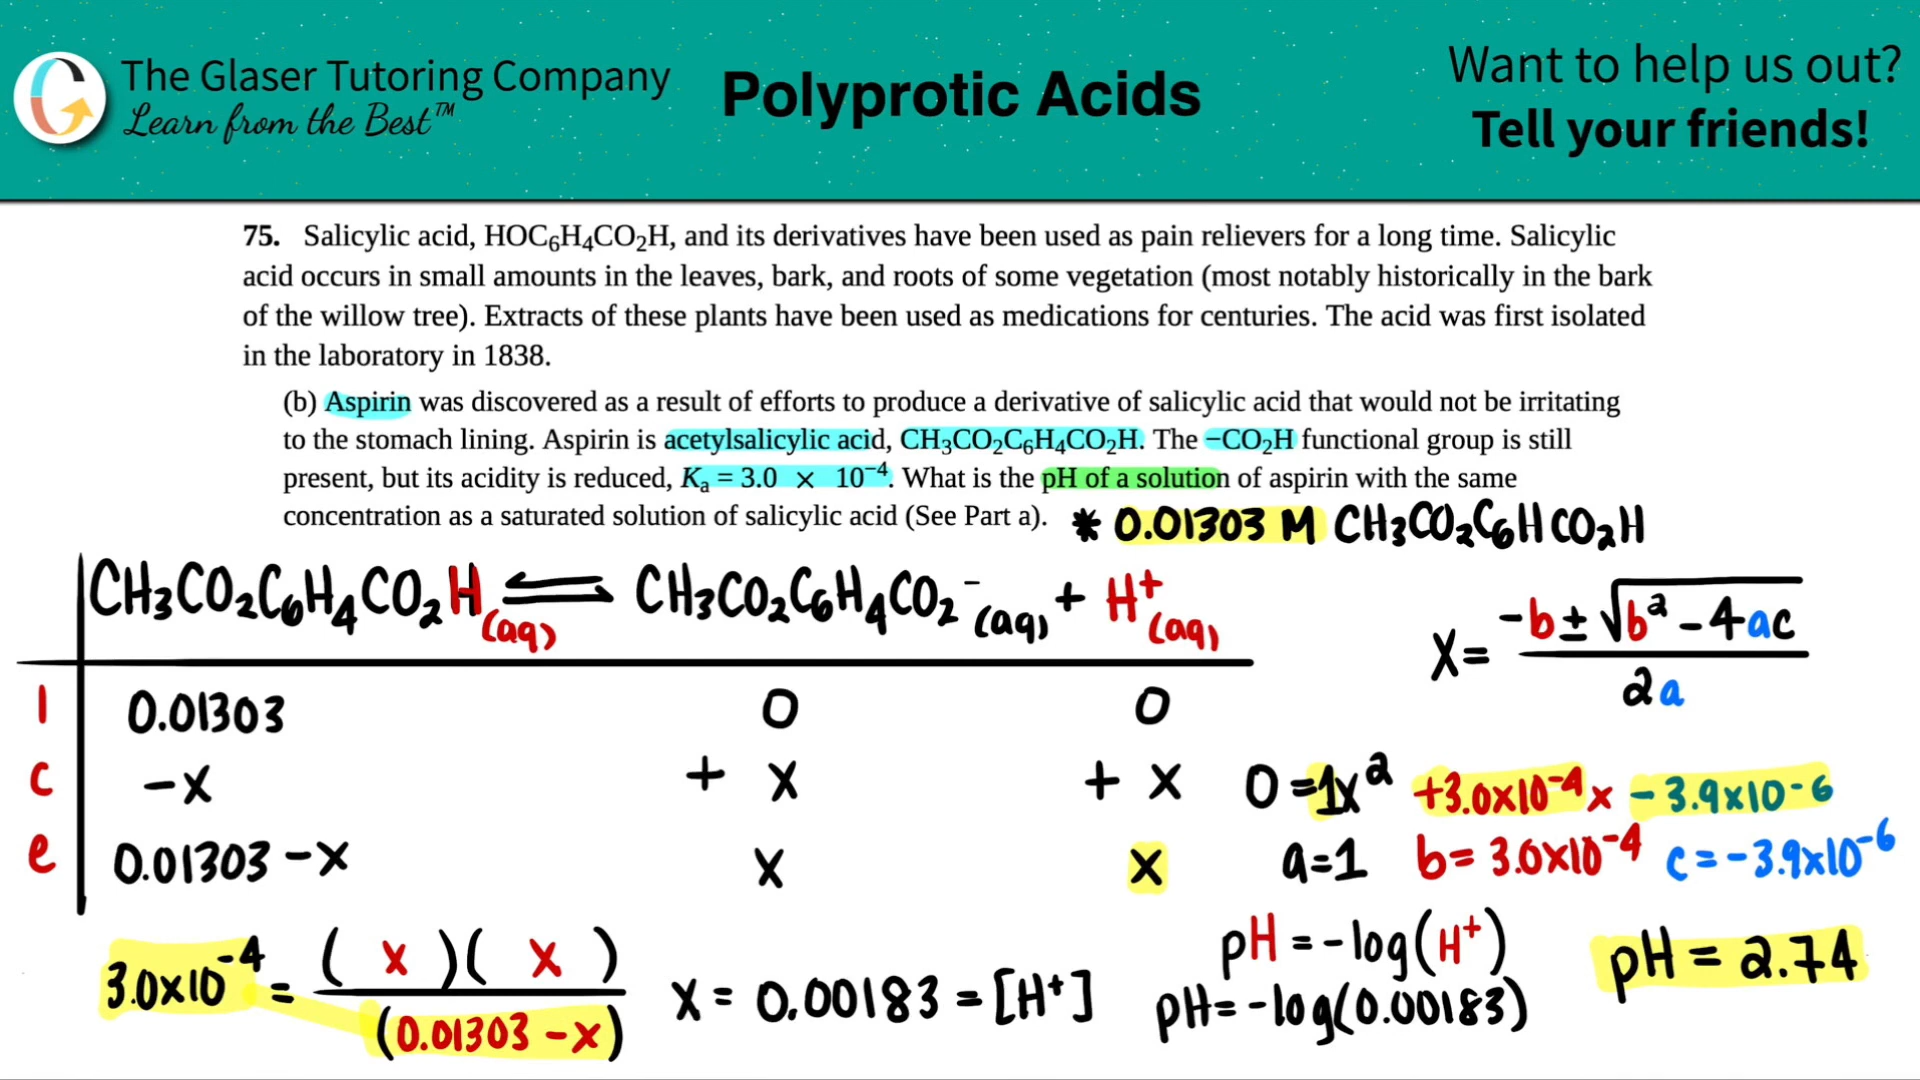 The Glaser Tutoring Company
Learn from the Best™
Polyprotic Acids
Want to help us out?
Tell your friends!
75. Salicylic acid, HOC₆H₄CO₂H, and its derivatives have been used as pain relievers for a long time. Salicylic
acid occurs in small amounts in the leaves, bark, and roots of some vegetation (most notably historically in the bark
of the willow tree). Extracts of these plants have been used as medications for centuries. The acid was first isolated
in the laboratory in 1838.
(b) Aspirin was discovered as a result of efforts to produce a derivative of salicylic acid that would not be irritating
to the stomach lining. Aspirin is acetylsalicylic acid, CH₃CO₂C₆H₄CO₂H. The −CO₂H functional group is still
present, but its acidity is reduced, Kₐ = 3.0 × 10⁻⁴. What is the pH of a solution of aspirin with the same
concentration as a saturated solution of salicylic acid (See Part a).
* 0.01303 M CH₃CO₂C₆HCO₂H
CH₃CO₂C₆H₄CO₂H(aq) ⇌ CH₃CO₂C₆H₄CO₂⁻(aq) + H⁺(aq)
X = -b ± √b² - 4ac / 2a
I 0.01303 0 0
C -x + x + x
e 0.01303 - x x x
0 = 1x² +3.0x10⁻⁴x - 3.9x10⁻⁶
a=1 b= 3.0x10⁻⁴ c = -3.9x10⁻⁶
3.0x10⁻⁴ = (x)(x) / (0.01303 - x)
X = 0.00183 = [H⁺]
pH = -log(H⁺)
pH = -log(0.00183)
pH = 2.74